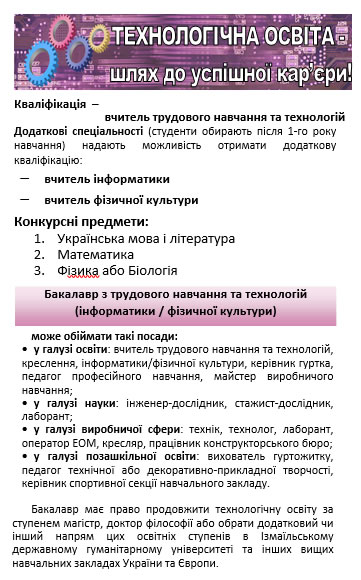 ТЕХНОЛОГІЧНА ОСВІТА -
шлях до успішної кар'єри!
Кваліфікація –
вчитель трудового навчання та технологій
Додаткові спеціальності (студенти обирають після 1-го року
навчання) надають можливість отримати додаткову
кваліфікацію:
– вчитель інформатики
– вчитель фізичної культури
Конкурсні предмети:
1. Українська мова і література
2. Математика
3. Фізика або Біологія
Бакалавр з трудового навчання та технологій
(інформатики / фізичної культури)
може обіймати такі посади:
• у галузі освіти: вчитель трудового навчання та технологій,
креслення, інформатики/фізичної культури, керівник гуртка,
педагог професійного навчання, майстер виробничого
навчання;
• у галузі науки: інженер-дослідник, стажист-дослідник,
лаборант;
• у галузі виробничої сфери: технік, технолог, лаборант,
оператор ЕОМ, кресляр, працівник конструкторського бюро;
• у галузі позашкільної освіти: вихователь гуртожитку,
педагог технічної або декоративно-прикладної творчості,
керівник спортивної секції навчального закладу.
Бакалавр має право продовжити технологічну освіту за
ступенем магістр, доктор філософії або обрати додатковий чи
інший напрям цих освітніх ступенів в Ізмаїльському
державному гуманітарному університеті та інших вищих
навчальних закладах України та Європи.